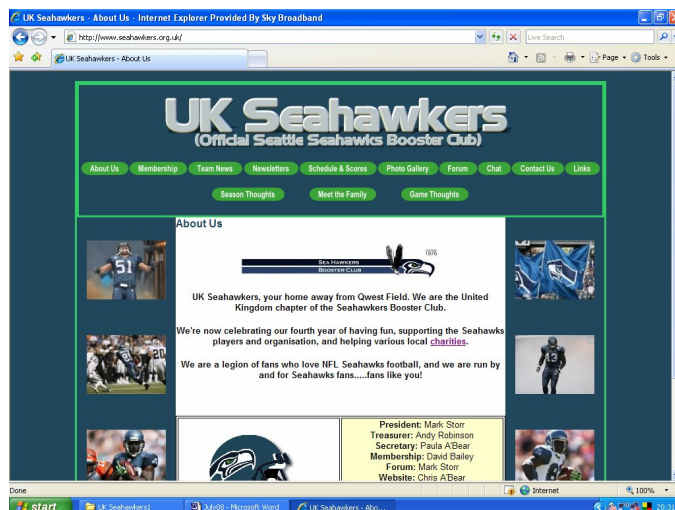 UK Seahawkers - About Us - Internet Explorer Provided By Sky Broadband
http://www.seahawkers.org.uk/
Live Search
UK Seahawkers - About Us
Page
Tools
UK Seahawkers
(Official Seattle Seahawks Booster Club)
About Us Membership Team News Newsletters Schedule & Scores Photo Gallery Forum Chat Contact Us Links
Season Thoughts Meet the Family Game Thoughts
About Us
SEA HAWKERS
BOOSTER CLUB
1976
UK Seahawkers, your home away from Qwest Field. We are the United
Kingdom chapter of the Seahawkers Booster Club.
We're now celebrating our fourth year of having fun, supporting the Seahawks
players and organisation, and helping various local charities.
We are a legion of fans who love NFL Seahawks football, and we are run by
and for Seahawks fans.....fans like you!
51
20
13
President: Mark Storr
Treasurer: Andy Robinson
Secretary: Paula A'Bear
Membership: David Bailey
Forum: Mark Storr
Website: Chris A'Bear
Done
Internet
100%
start
UK Seahawkers1
July08 - Microsoft Word
UK Seahawkers - Abo...
20:31